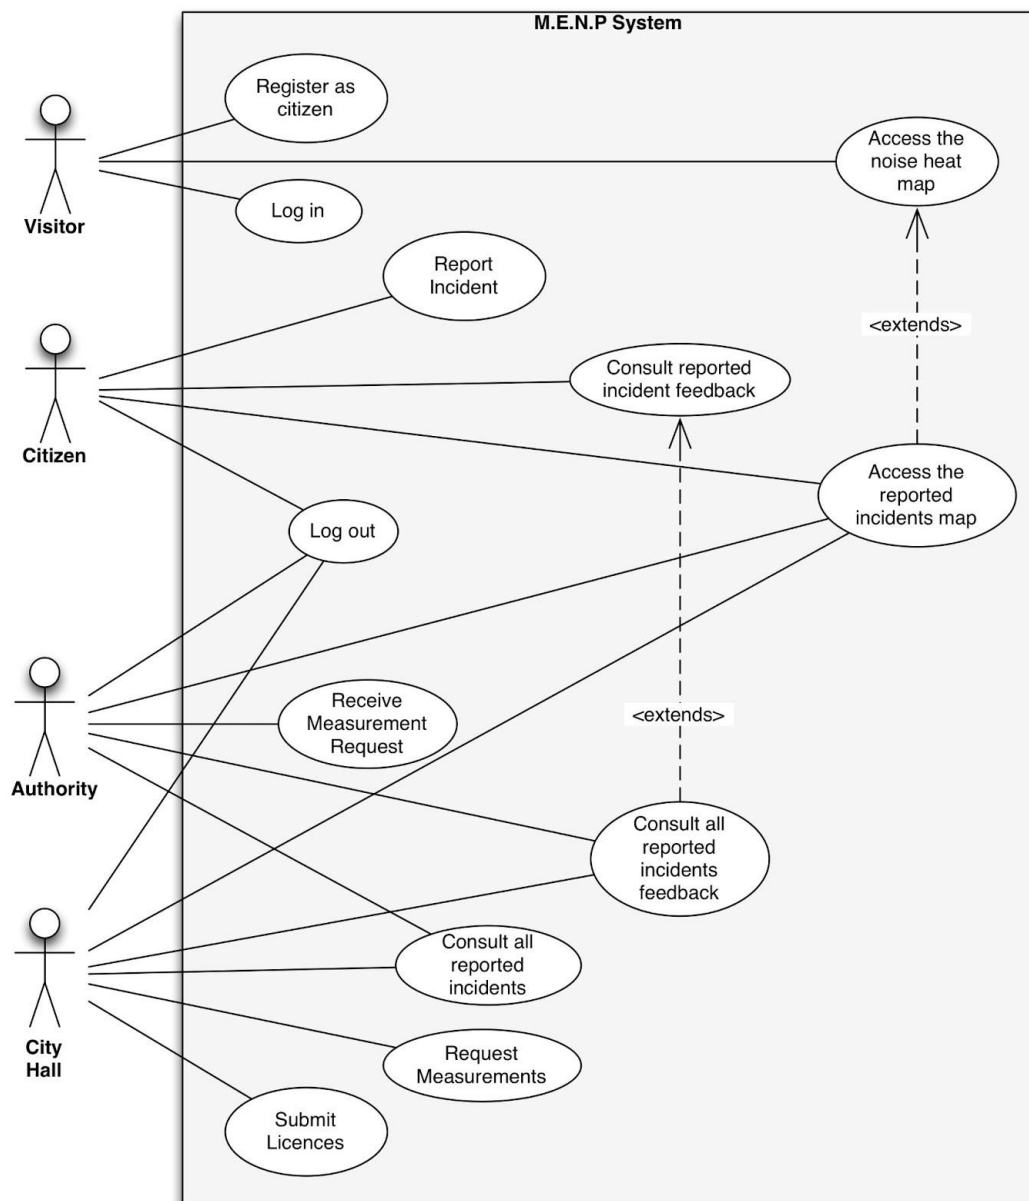 M.E.N.P System
Register as
citizen
Access the
noise heat
map
Visitor
Log in
Report
Incident
<extends>
Consult reported
incident feedback
Citizen
Access the
reported
incidents map
Log out
Receive
Measurement
Request
<extends>
Authority
Consult all
reported
incidents
feedback
Consult all
reported
incidents
City
Hall
Request
Measurements
Submit
Licences